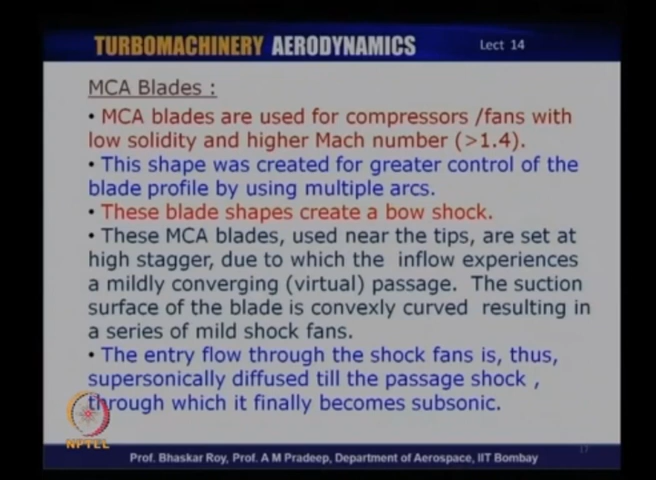 TURBOMACHINERY AERODYNAMICS Lect 14
MCA Blades :
• MCA blades are used for compressors /fans with
low solidity and higher Mach number (>1.4).
• This shape was created for greater control of the
blade profile by using multiple arcs.
• These blade shapes create a bow shock.
• These MCA blades, used near the tips, are set at
high stagger, due to which the inflow experiences
a mildly converging (virtual) passage. The suction
surface of the blade is convexly curved resulting in
a series of mild shock fans.
• The entry flow through the shock fans is, thus,
supersonically diffused till the passage shock ,
through which it finally becomes subsonic.
NPTEL
Prof. Bhaskar Roy, Prof. A M Pradeep, Department of Aerospace, IIT Bombay
17